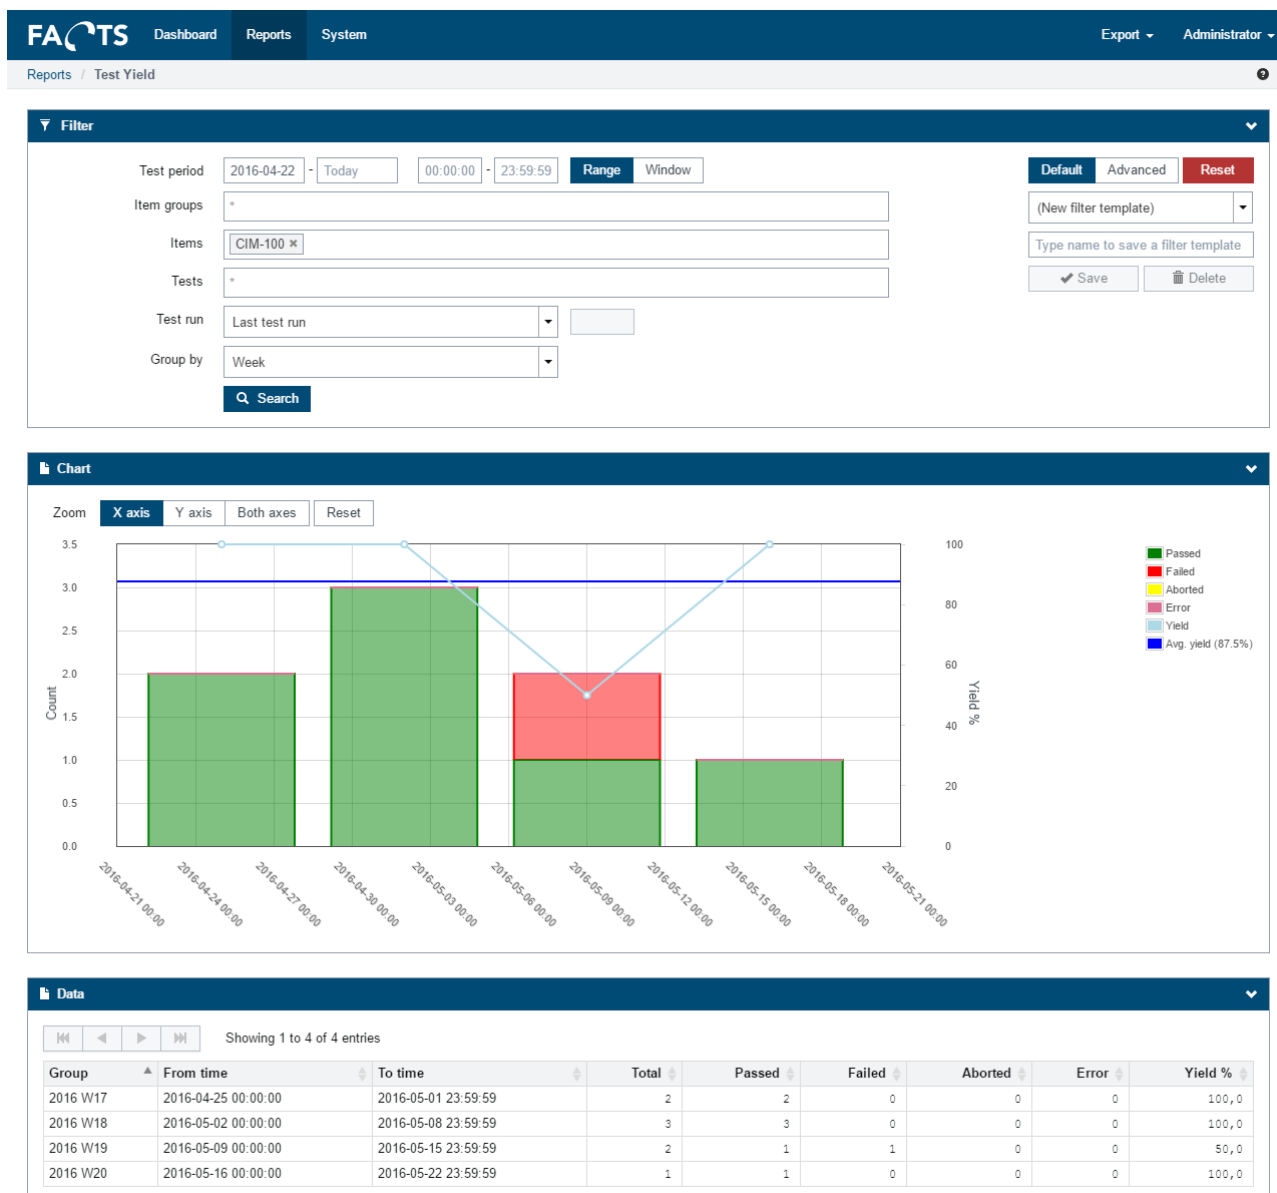 FACTS Dashboard Reports System Export Administrator
Reports / Test Yield
Filter
Test period 2016-04-22 - Today 00:00:00 - 23:59:59 Range Window Default Advanced Reset
Item groups * (New filter template)
Items CIM-100 × Type name to save a filter template
Tests * Save Delete
Test run Last test run
Group by Week
Search
Chart
Zoom X axis Y axis Both axes Reset
3.5
3.0
2.5
2.0
1.5
1.0
0.5
0.0
Count
100
80
60
40
20
0
Yield %
Passed
Failed
Aborted
Error
Yield
Avg. yield (87.5%)
2016-04-21 00:00
2016-04-24 00:00
2016-04-27 00:00
2016-04-30 00:00
2016-05-03 00:00
2016-05-06 00:00
2016-05-09 00:00
2016-05-12 00:00
2016-05-15 00:00
2016-05-18 00:00
2016-05-21 00:00
Data
Showing 1 to 4 of 4 entries
Group From time To time Total Passed Failed Aborted Error Yield %
2016 W17 2016-04-25 00:00:00 2016-05-01 23:59:59 2 2 0 0 0 100,0
2016 W18 2016-05-02 00:00:00 2016-05-08 23:59:59 3 3 0 0 0 100,0
2016 W19 2016-05-09 00:00:00 2016-05-15 23:59:59 2 1 1 0 0 50,0
2016 W20 2016-05-16 00:00:00 2016-05-22 23:59:59 1 1 0 0 0 100,0